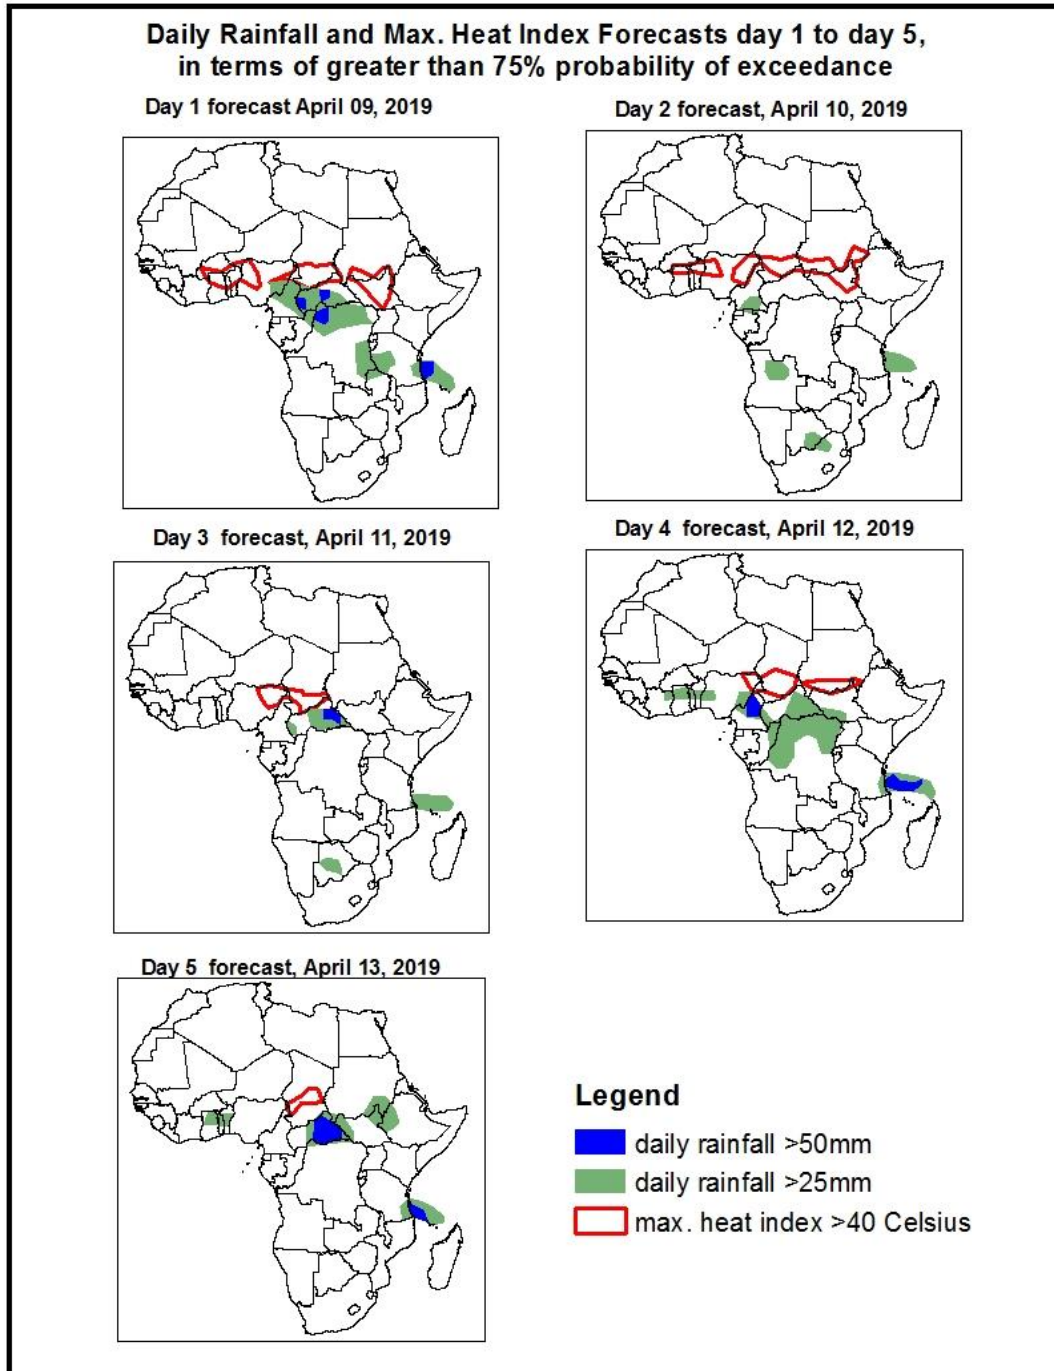 Daily Rainfall and Max. Heat Index Forecasts day 1 to day 5,
in terms of greater than 75% probability of exceedance
Day 1 forecast April 09, 2019
Day 2 forecast, April 10, 2019
Day 3 forecast, April 11, 2019
Day 4 forecast, April 12, 2019
Day 5 forecast, April 13, 2019
Legend
daily rainfall >50mm
daily rainfall >25mm
max. heat index >40 Celsius